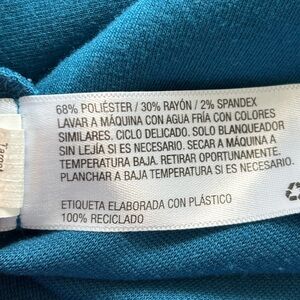 68% POLIÉSTER / 30% RAYÓN / 2% SPANDEX
LAVAR A MÁQUINA CON AGUA FRÍA CON COLORES
SIMILARES. CICLO DELICADO. SOLO BLANQUEADOR
SIN LEJÍA SI ES NECESARIO. SECAR A MÁQUINA A
TEMPERATURA BAJA. RETIRAR OPORTUNAMENTE.
PLANCHAR A BAJA TEMPERATURA SI ES NECESARIO.
ETIQUETA ELABORADA CON PLÁSTICO
100% RECICLADO
Target